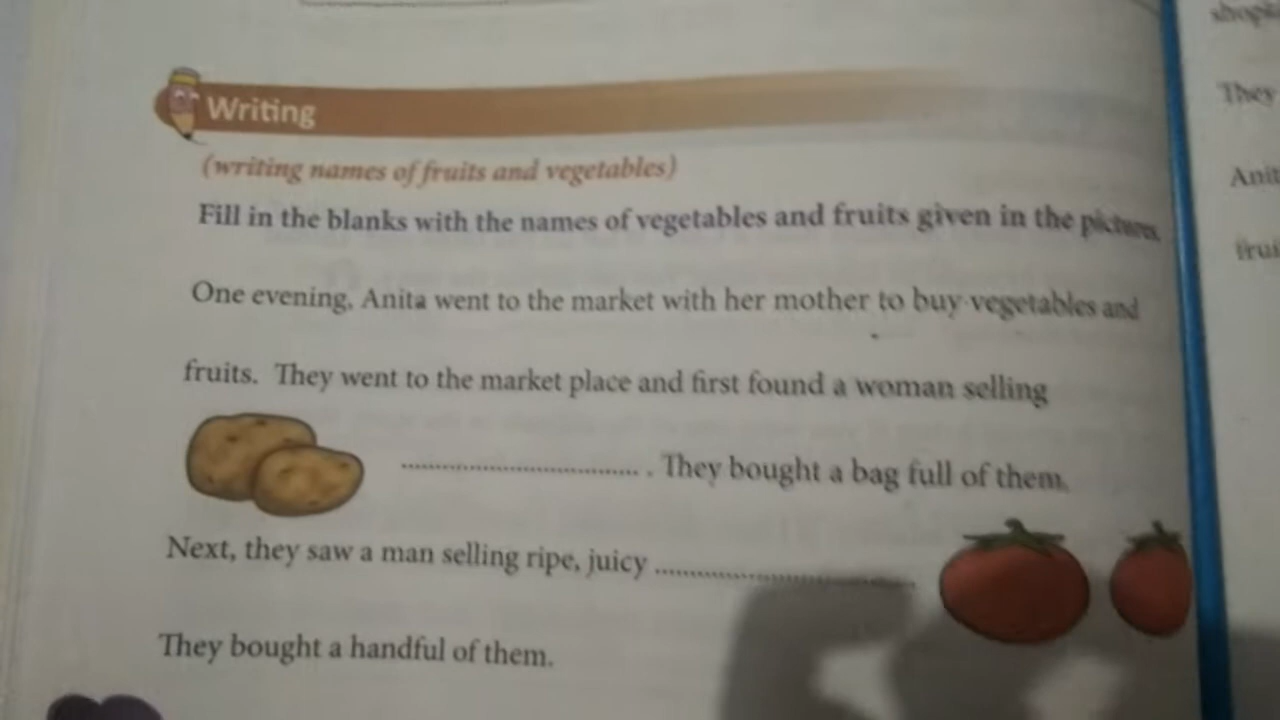 Writing
(writing names of fruits and vegetables)
Fill in the blanks with the names of vegetables and fruits given in the
One evening, Anita went to the market with her mother to buy vegetables and
fruits. They went to the market place and first found a woman selling
................................... . They bought a bag full of them.
Next, they saw a man selling ripe, juicy .......................................
They bought a handful of them.
They